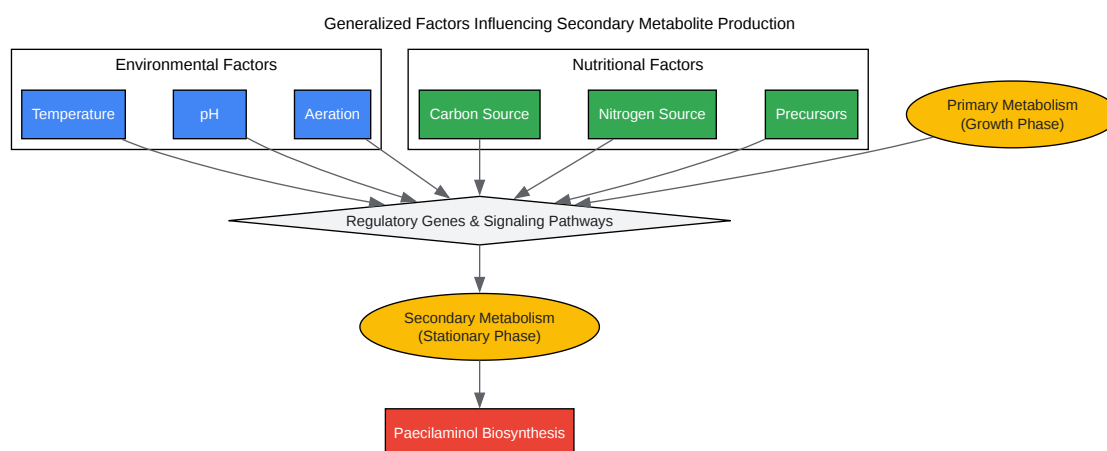 Generalized Factors Influencing Secondary Metabolite Production
Environmental Factors
Nutritional Factors
Temperature
pH
Aeration
Carbon Source
Nitrogen Source
Precursors
Primary Metabolism
(Growth Phase)
Regulatory Genes & Signaling Pathways
Secondary Metabolism
(Stationary Phase)
Paecilaminol Biosynthesis